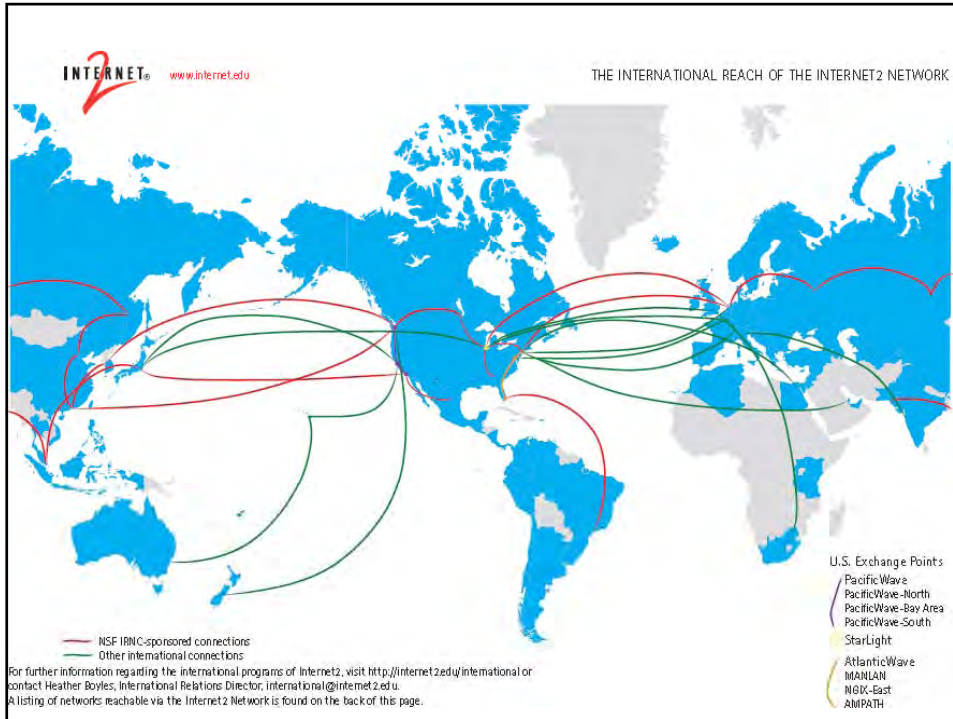 INTERNET®
2
www.internet.edu
THE INTERNATIONAL REACH OF THE INTERNET2 NETWORK
U.S. Exchange Points
PacificWave
PacificWave-North
PacificWave-Bay Area
PacificWave-South
StarLight
AtlanticWave
MANLAN
NGIX-East
AMPATH
NSF IRNC-sponsored connections
Other international connections
For further information regarding the international programs of Internet2, visit http://internet2.edu/international or
contact Heather Boyles, International Relations Director, international@internet2.edu.
A listing of networks reachable via the Internet2 Network is found on the back of this page.